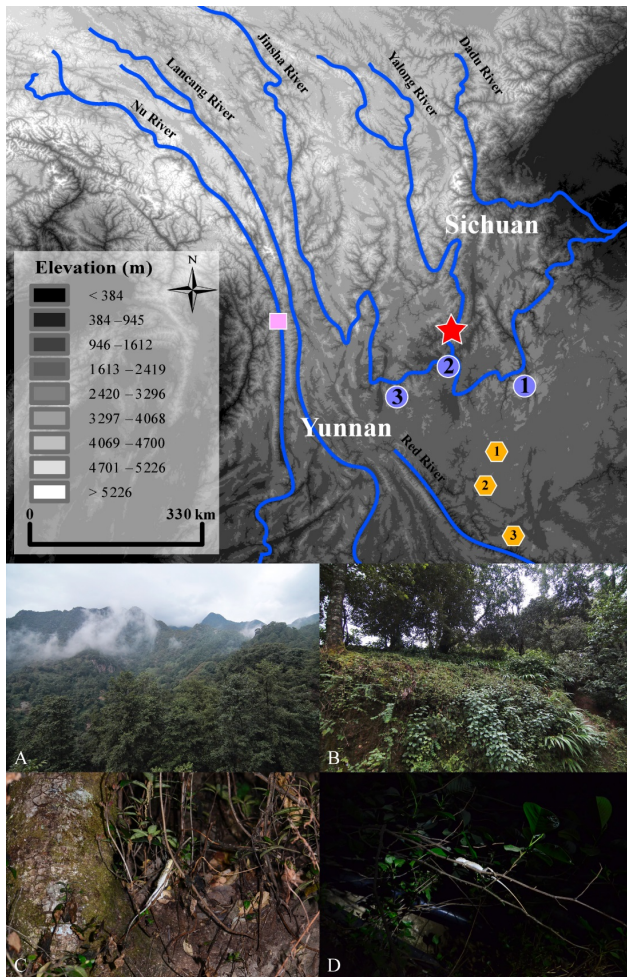 Jinsha River
Lancang River
Nu River
Yalong River
Dadu River
Sichuan
Elevation (m)
N
< 384
384 – 945
946 – 1612
1613 – 2419
2420 – 3296
3297 – 4068
4069 – 4700
4701 – 5226
> 5226
0 330 km
2
3
1
Yunnan
Red River
1
2
3
A
B
C
D